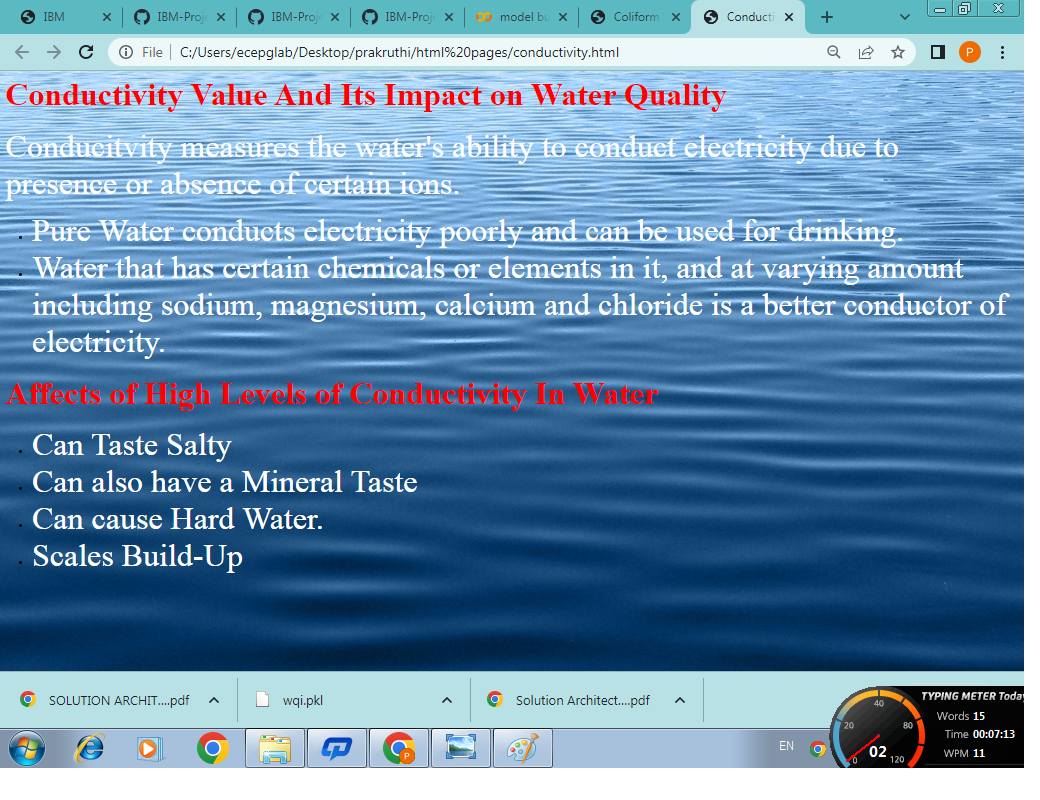 IBM
IBM-Proj
IBM-Proj
IBM-Proj
model bu
Coliform
Conducti
File
C:/Users/ecepglab/Desktop/prakruthi/html%20pages/conductivity.html
P
Conductivity Value And Its Impact on Water Quality
Conducitvity measures the water's ability to conduct electricity due to
presence or absence of certain ions.
Pure Water conducts electricity poorly and can be used for drinking.
Water that has certain chemicals or elements in it, and at varying amount
including sodium, magnesium, calcium and chloride is a better conductor of
electricity.
Affects of High Levels of Conductivity In Water
Can Taste Salty
Can also have a Mineral Taste
Can cause Hard Water.
Scales Build-Up
SOLUTION ARCHIT....pdf
wqi.pkl
Solution Architect....pdf
P
EN
TYPING METER Today
Words 15
Time 00:07:13
WPM 11
0
20
40
80
120
02